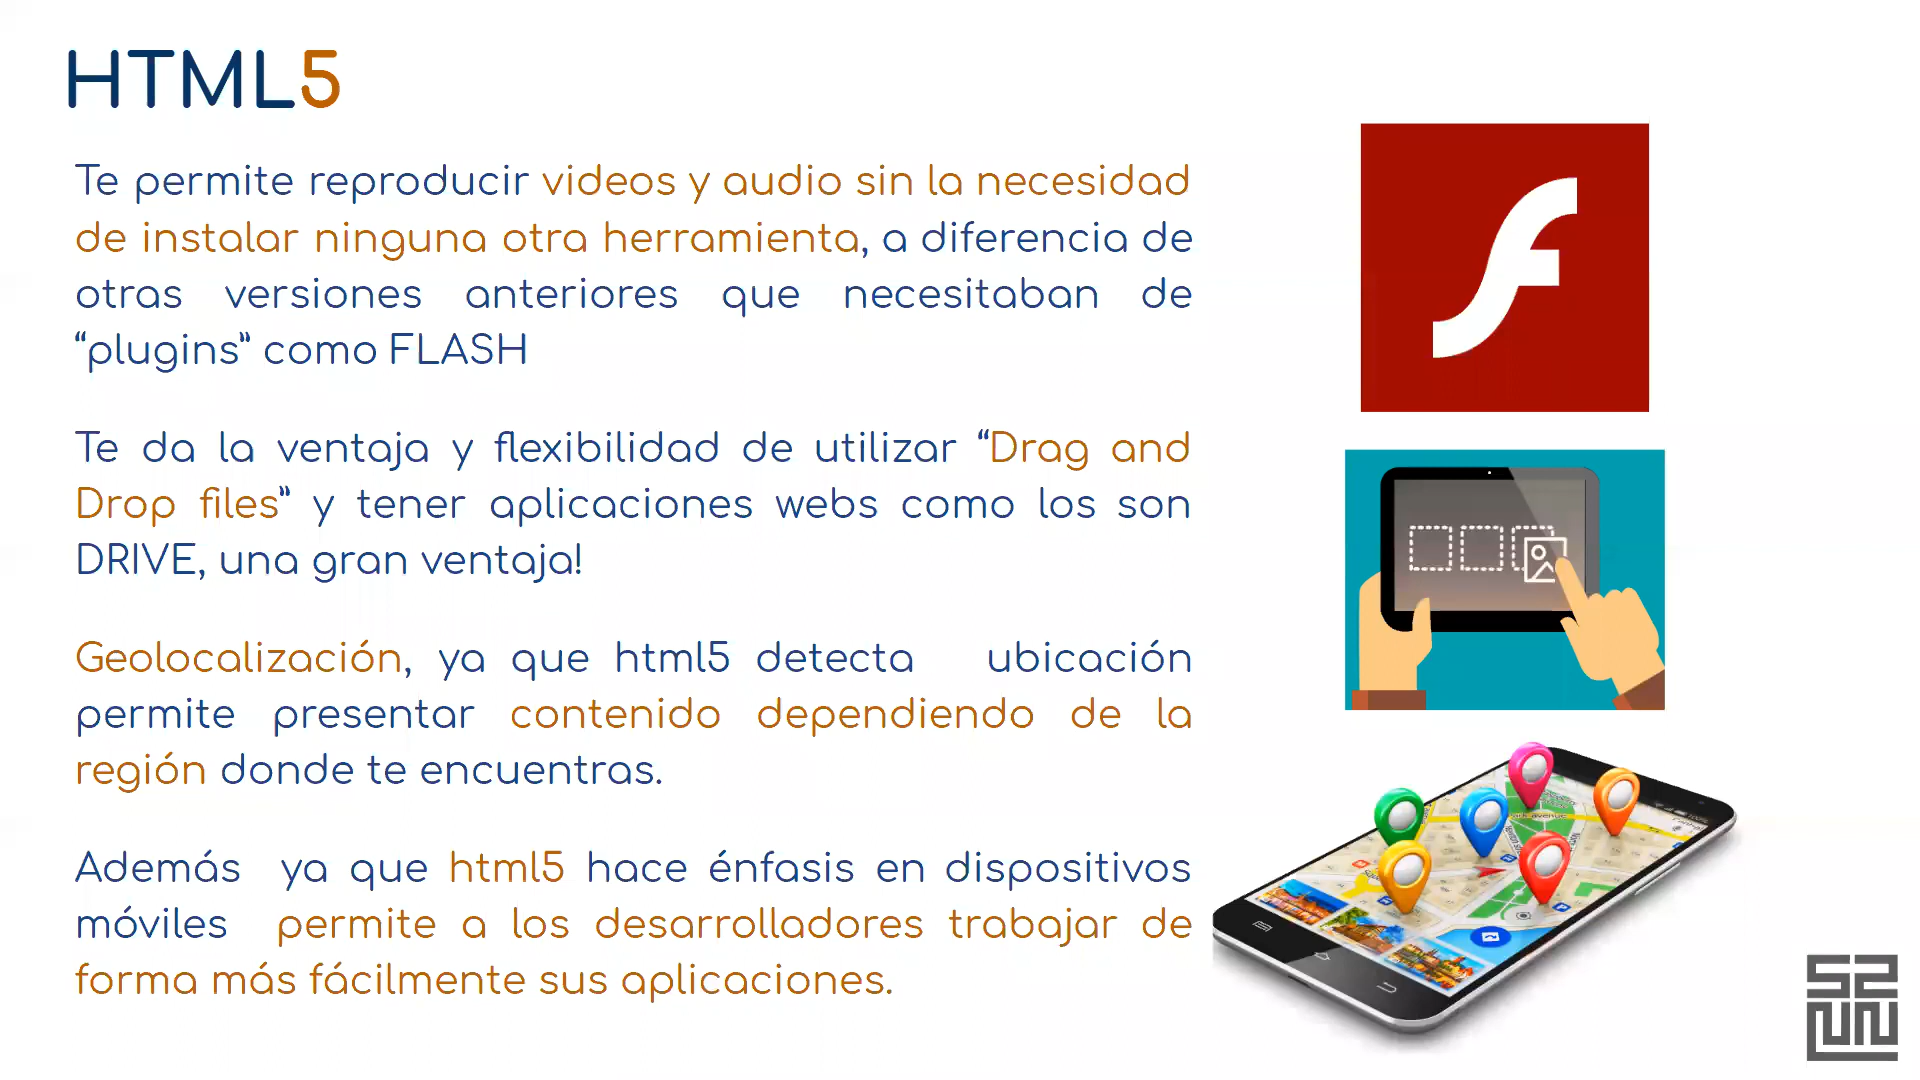 HTML5
Te permite reproducir videos y audio sin la necesidad
de instalar ninguna otra herramienta, a diferencia de
otras versiones anteriores que necesitaban de
“plugins” como FLASH
Te da la ventaja y flexibilidad de utilizar “Drag and
Drop files” y tener aplicaciones webs como los son
DRIVE, una gran ventaja!
Geolocalización, ya que html5 detecta ubicación
permite presentar contenido dependiendo de la
región donde te encuentras.
Además ya que html5 hace énfasis en dispositivos
móviles permite a los desarrolladores trabajar de
forma más fácilmente sus aplicaciones.